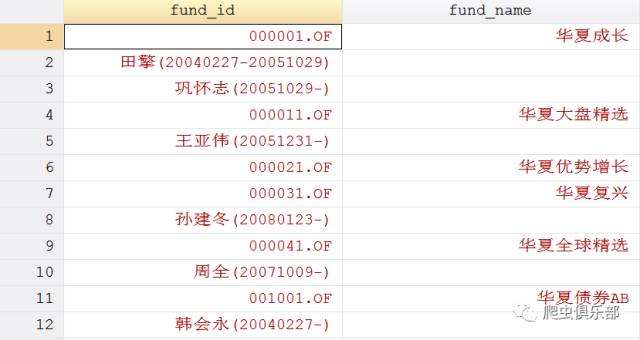 fund_id fund_name
1 000001.OF 华夏成长
2 田擎(20040227-20051029)
3 巩怀志(20051029-)
4 000011.OF 华夏大盘精选
5 王亚伟(20051231-)
6 000021.OF 华夏优势增长
7 000031.OF 华夏复兴
8 孙建冬(20080123-)
9 000041.OF 华夏全球精选
10 周全(20071009-)
11 001001.OF 华夏债券AB
12 韩会永(20040227-)
爬虫俱乐部